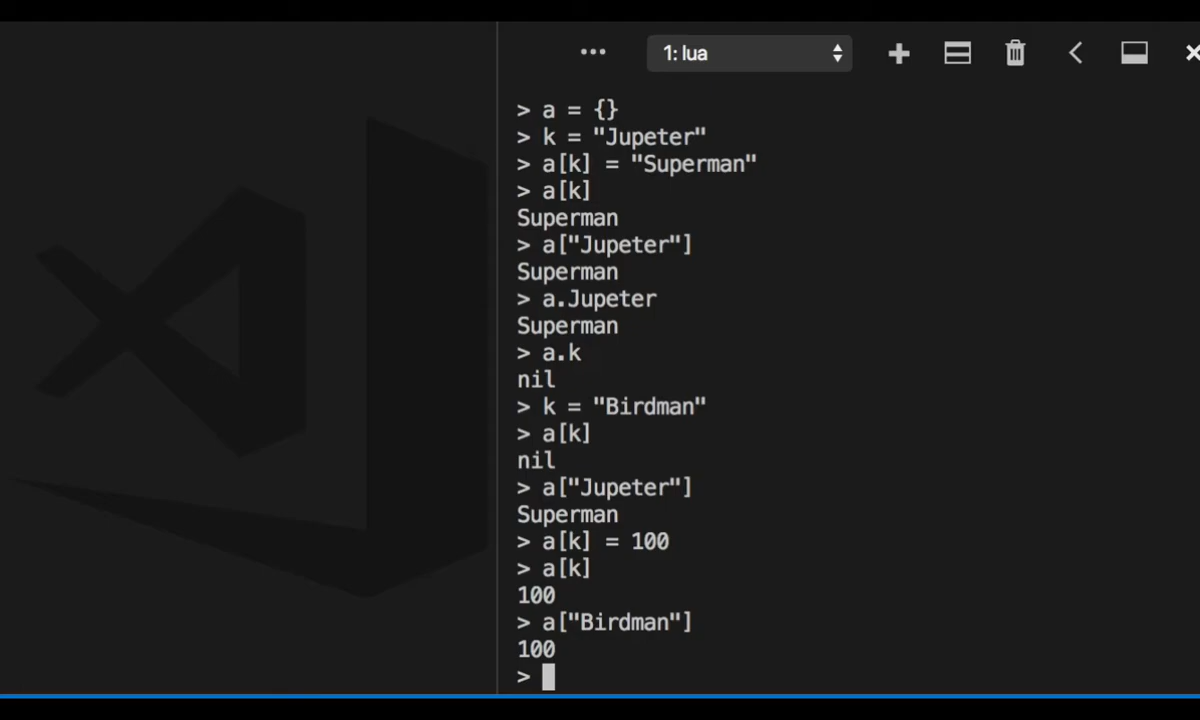 1: lua
> a = {}
> k = "Jupeter"
> a[k] = "Superman"
> a[k]
Superman
> a["Jupeter"]
Superman
> a.Jupeter
Superman
> a.k
nil
> k = "Birdman"
> a[k]
nil
> a["Jupeter"]
Superman
> a[k] = 100
> a[k]
100
> a["Birdman"]
100
>